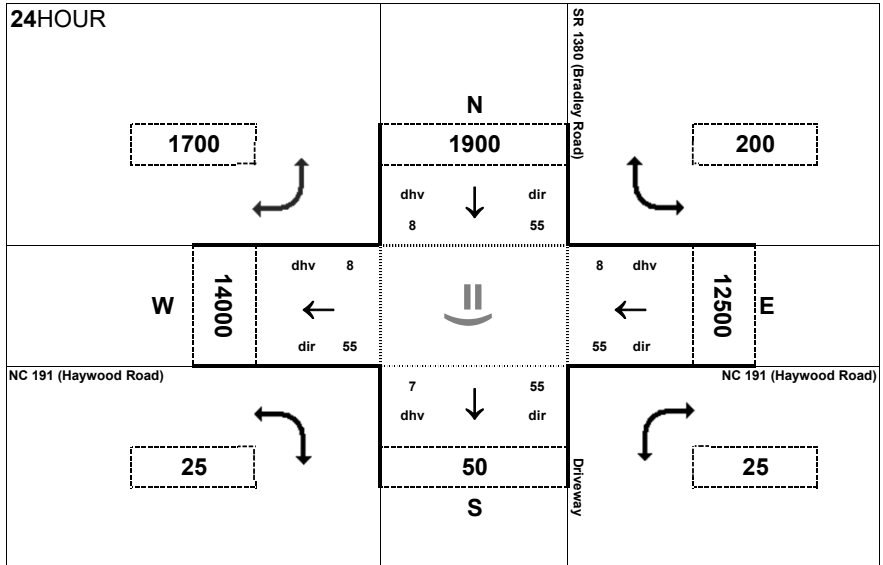 24HOUR
SR 1380 (Bradley Road)
N
1700
1900
200
dhv
dir
8
55
dhv 8
8 dhv
W
14000
12500
E
dir 55
55 dir
NC 191 (Haywood Road)
NC 191 (Haywood Road)
7
55
dhv
dir
25
50
25
Driveway
S